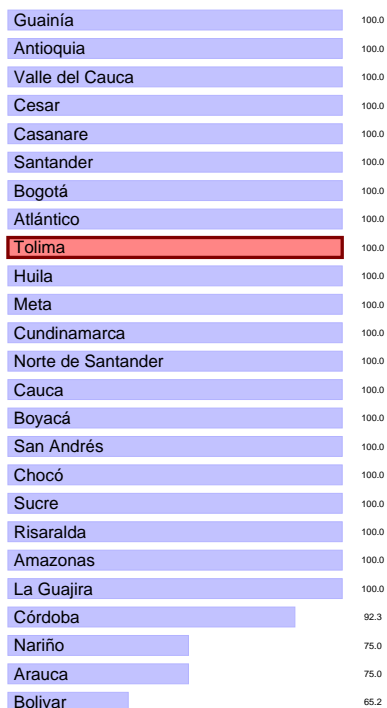 Guainía 100.0
Antioquia 100.0
Valle del Cauca 100.0
Cesar 100.0
Casanare 100.0
Santander 100.0
Bogotá 100.0
Atlántico 100.0
Tolima 100.0
Huila 100.0
Meta 100.0
Cundinamarca 100.0
Norte de Santander 100.0
Cauca 100.0
Boyacá 100.0
San Andrés 100.0
Chocó 100.0
Sucre 100.0
Risaralda 100.0
Amazonas 100.0
La Guajira 100.0
Córdoba 92.3
Nariño 75.0
Arauca 75.0
Bolivar 65.2